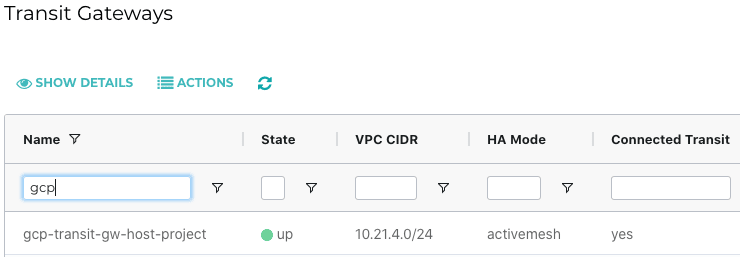 Transit Gateways
SHOW DETAILS ACTIONS
Name State VPC CIDR HA Mode Connected Transit
gcp
gcp-transit-gw-host-project up 10.21.4.0/24 activemesh yes